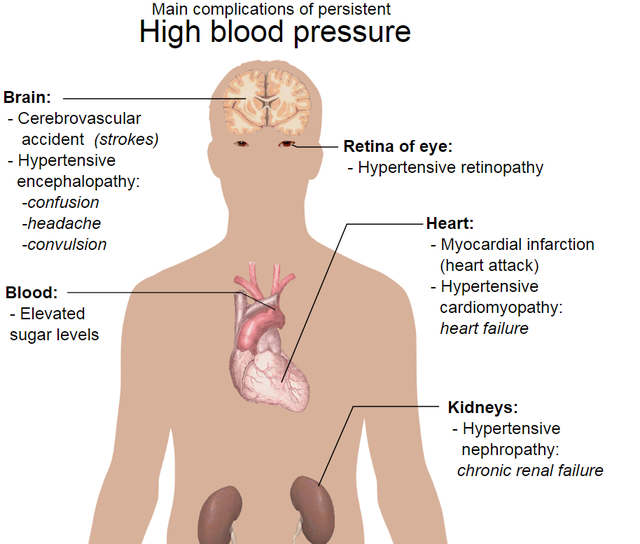 Main complications of persistent
High blood pressure
Brain:
- Cerebrovascular
accident (strokes)
- Hypertensive
encephalopathy:
-confusion
-headache
-convulsion
Retina of eye:
- Hypertensive retinopathy
Heart:
- Myocardial infarction
(heart attack)
- Hypertensive
cardiomyopathy:
heart failure
Blood:
- Elevated
sugar levels
Kidneys:
- Hypertensive
nephropathy:
chronic renal failure